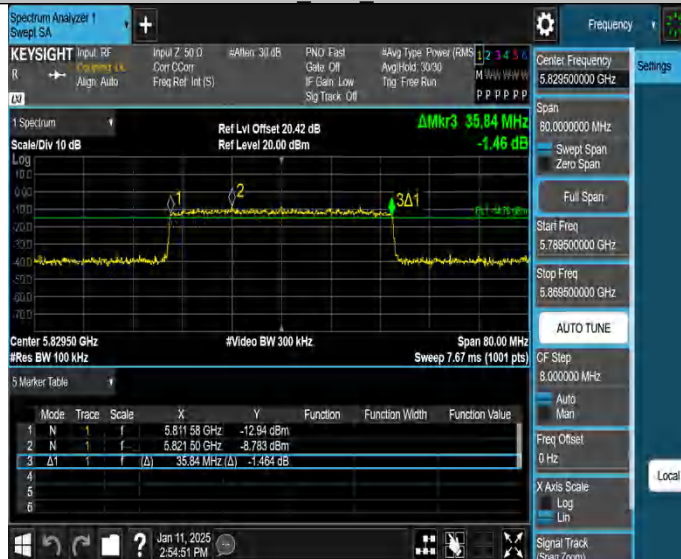 Spectrum Analyzer 1
Swept SA
+
Frequency
KEYSIGHT
R
LXI
Input: RF
Align: Auto
Input Z: 50 Ω
Corr CCorr
Freq Ref: Int (S)
#Atten: 30 dB
PNO: Fast
Gate: Off
IF Gain: Low
Sig Track: Off
#Avg Type: Power (RMS
Avg|Hold: 30/30
Trig: Free Run
1 2 3 4 5 6
M W W W W W
P P P P P P
1 Spectrum
Scale/Div 10 dB
Ref Lvl Offset 20.42 dB
Ref Level 20.00 dBm
ΔMkr3 35.84 MHz
-1.46 dB
Log
10.0
0.00
-10.0
-20.0
-30.0
-40.0
-50.0
-60.0
-70.0
1
2
3Δ1
Center 5.82950 GHz
#Res BW 100 kHz
#Video BW 300 kHz
Span 80.00 MHz
Sweep 7.67 ms (1001 pts)
5 Marker Table
Mode Trace Scale X Y Function Function Width Function Value
1 N 1 f 5.811 58 GHz -12.94 dBm
2 N 1 f 5.821 50 GHz -8.783 dBm
3 Δ1 1 f (Δ) 35.84 MHz (Δ) -1.464 dB
4
5
6
Jan 11, 2025
2:54:51 PM
Center Frequency
5.829500000 GHz
Span
80.0000000 MHz
Swept Span
Zero Span
Full Span
Start Freq
5.789500000 GHz
Stop Freq
5.869500000 GHz
AUTO TUNE
CF Step
8.000000 MHz
Auto
Man
Freq Offset
0 Hz
X Axis Scale
Log
Lin
Signal Track
(Span Zoom)
Settings
Local